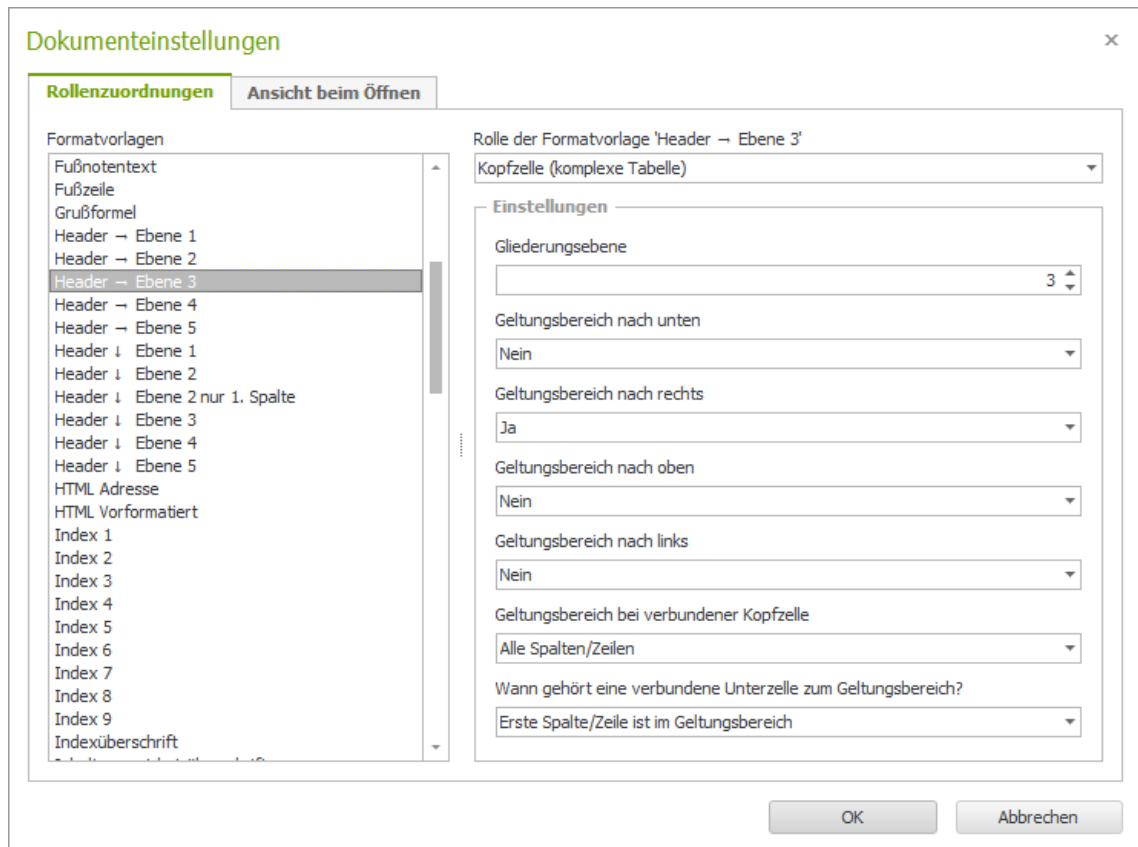 Dokumenteinstellungen
Rollenzuordnungen
Ansicht beim Öffnen
Formatvorlagen
Fußnotentext
Fußzeile
Grußformel
Header → Ebene 1
Header → Ebene 2
Header → Ebene 3
Header → Ebene 4
Header → Ebene 5
Header ↓ Ebene 1
Header ↓ Ebene 2
Header ↓ Ebene 2 nur 1. Spalte
Header ↓ Ebene 3
Header ↓ Ebene 4
Header ↓ Ebene 5
HTML Adresse
HTML Vorformatiert
Index 1
Index 2
Index 3
Index 4
Index 5
Index 6
Index 7
Index 8
Index 9
Indexüberschrift
Rolle der Formatvorlage 'Header → Ebene 3'
Kopfzelle (komplexe Tabelle)
Einstellungen
Gliederungsebene
3
Geltungsbereich nach unten
Nein
Geltungsbereich nach rechts
Ja
Geltungsbereich nach oben
Nein
Geltungsbereich nach links
Nein
Geltungsbereich bei verbundener Kopfzelle
Alle Spalten/Zeilen
Wann gehört eine verbundene Unterzelle zum Geltungsbereich?
Erste Spalte/Zeile ist im Geltungsbereich
OK
Abbrechen